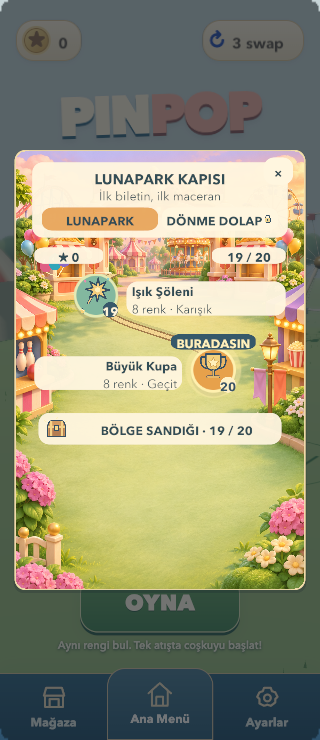 0
3 swap
PINPOP
LUNAPARK KAPISI
×
İlk biletin, ilk maceran
LUNAPARK
DÖNME DOLAP
★ 0
19 / 20
Işık Şöleni
8 renk · Karışık
19
BURADASIN
Büyük Kupa
8 renk · Geçit
20
BÖLGE SANDIĞI · 19 / 20
OYNA
Aynı rengi bul. Tek atışta coşkuyu başlat!
Mağaza
Ana Menü
Ayarlar